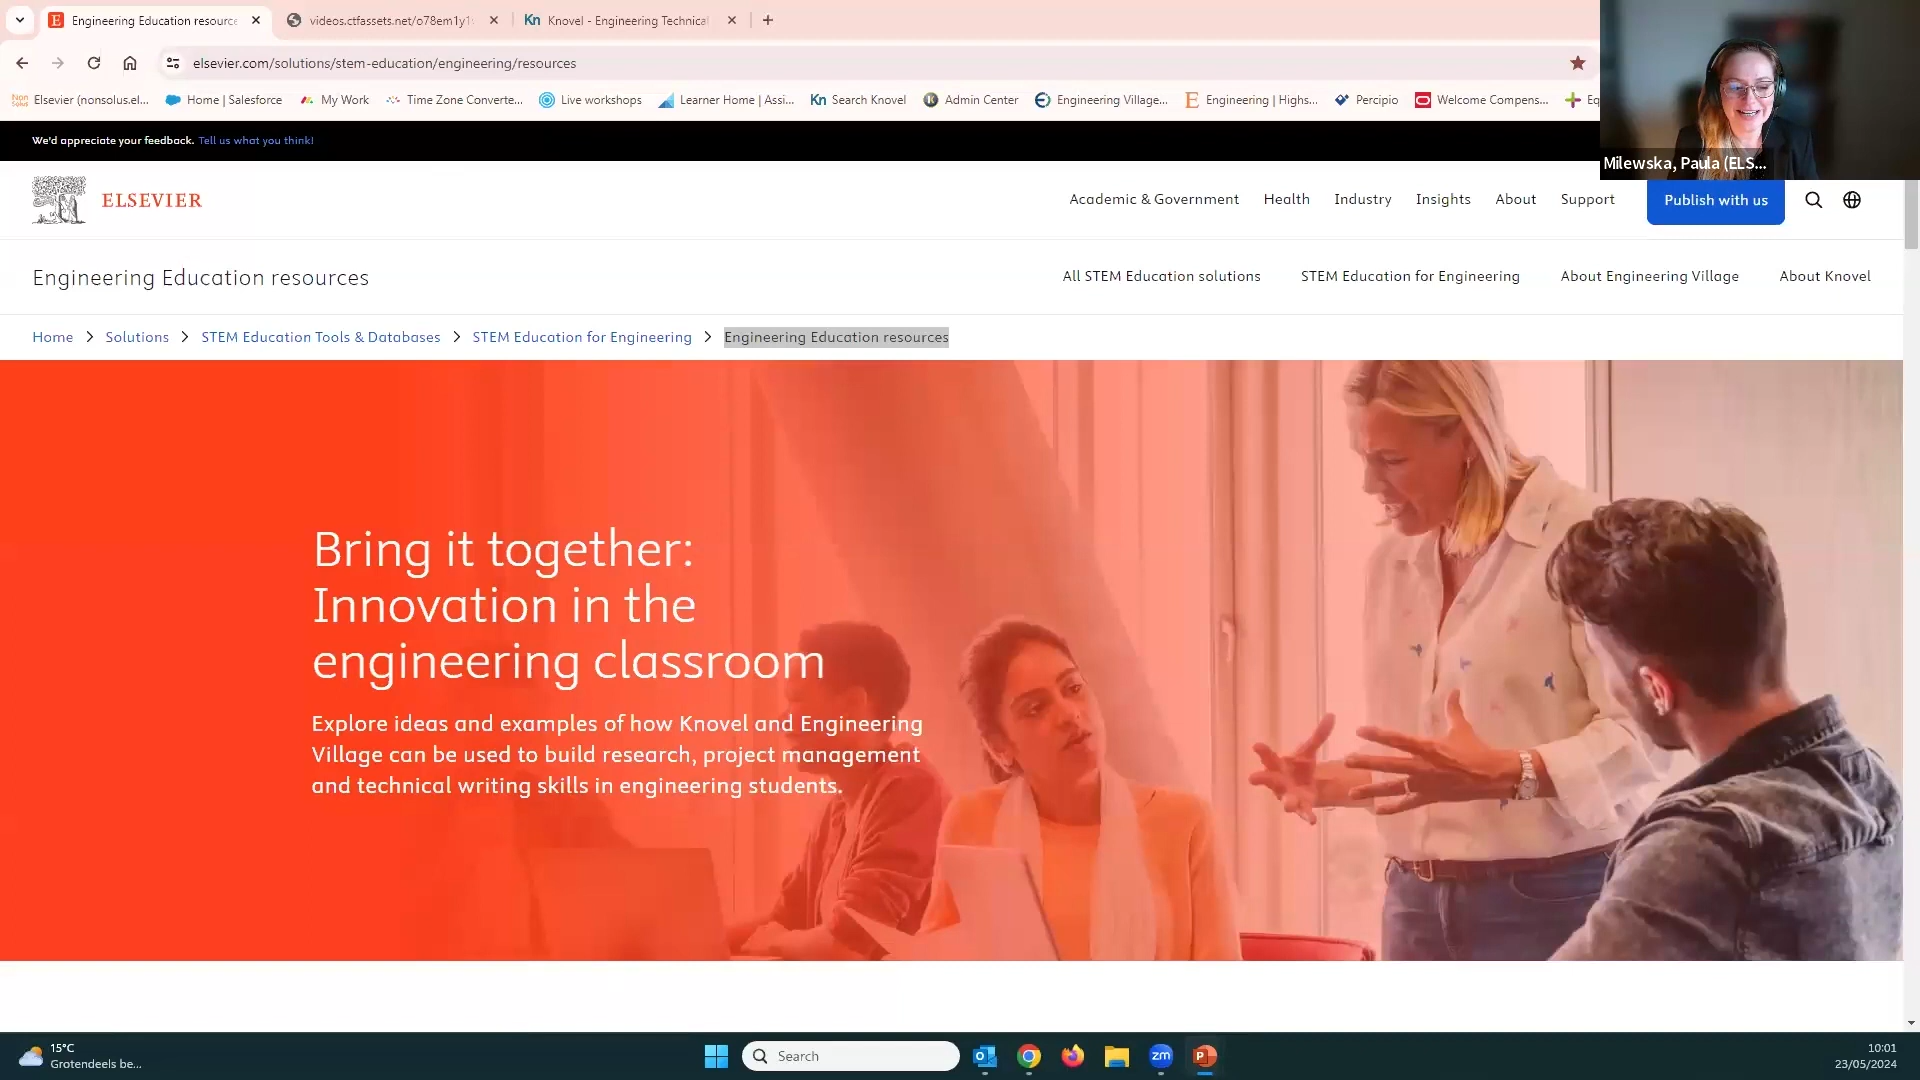 Engineering Education resource
videos.ctfassets.net/o78em1y1
Knovel - Engineering Technical
elsevier.com/solutions/stem-education/engineering/resources
Elsevier (nonsolus.el...
Home | Salesforce
My Work
Time Zone Converte...
Live workshops
Learner Home | Assi...
Search Knovel
Admin Center
Engineering Village...
Engineering | Highs...
Percipio
Welcome Compens...
Eq
Milewska, Paula (ELS...
We'd appreciate your feedback. Tell us what you think!
ELSEVIER
Academic & Government
Health
Industry
Insights
About
Support
Publish with us
Engineering Education resources
All STEM Education solutions
STEM Education for Engineering
About Engineering Village
About Knovel
Home > Solutions > STEM Education Tools & Databases > STEM Education for Engineering > Engineering Education resources
Bring it together:
Innovation in the
engineering classroom
Explore ideas and examples of how Knovel and Engineering
Village can be used to build research, project management
and technical writing skills in engineering students.
15°C
Grotendeels be...
Search
10:01
23/05/2024